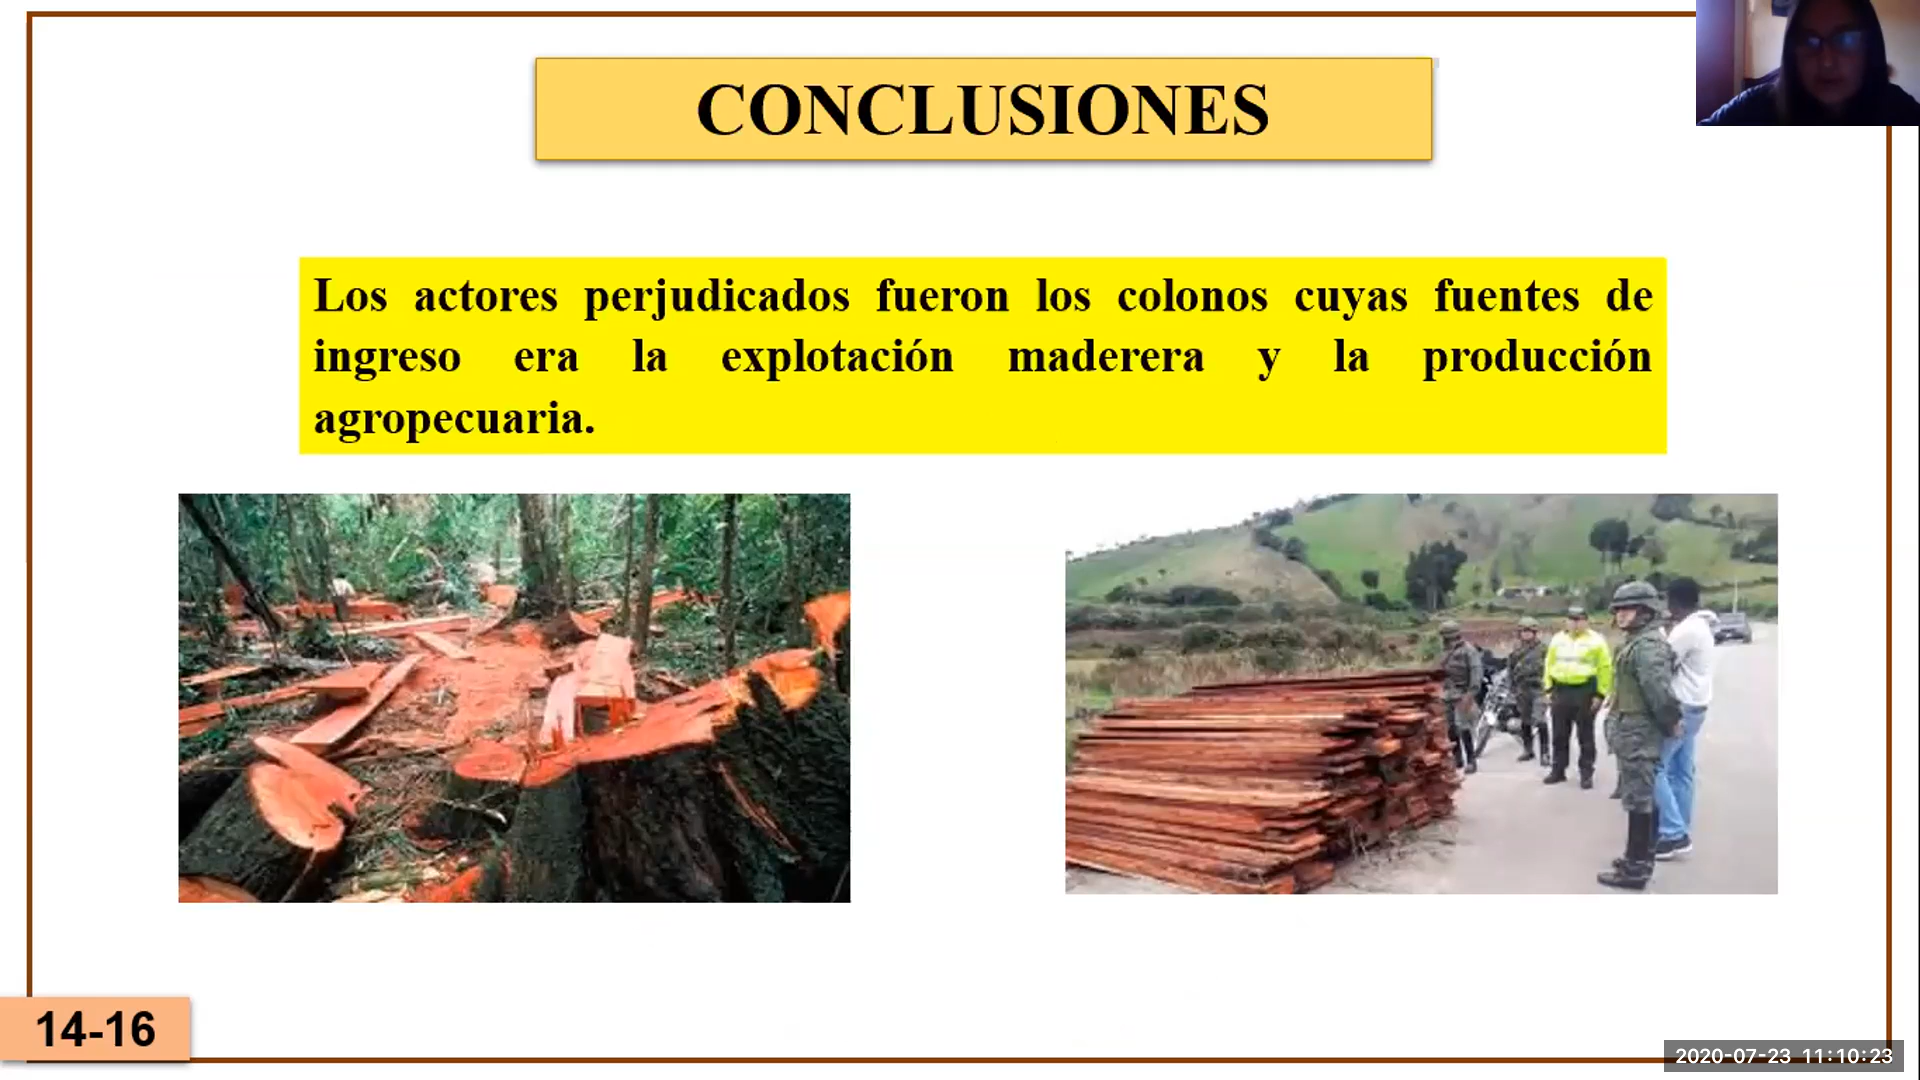 CONCLUSIONES
Los actores perjudicados fueron los colonos cuyas fuentes de
ingreso era la explotación maderera y la producción
agropecuaria.
14-16
2020-07-23 11:10:23